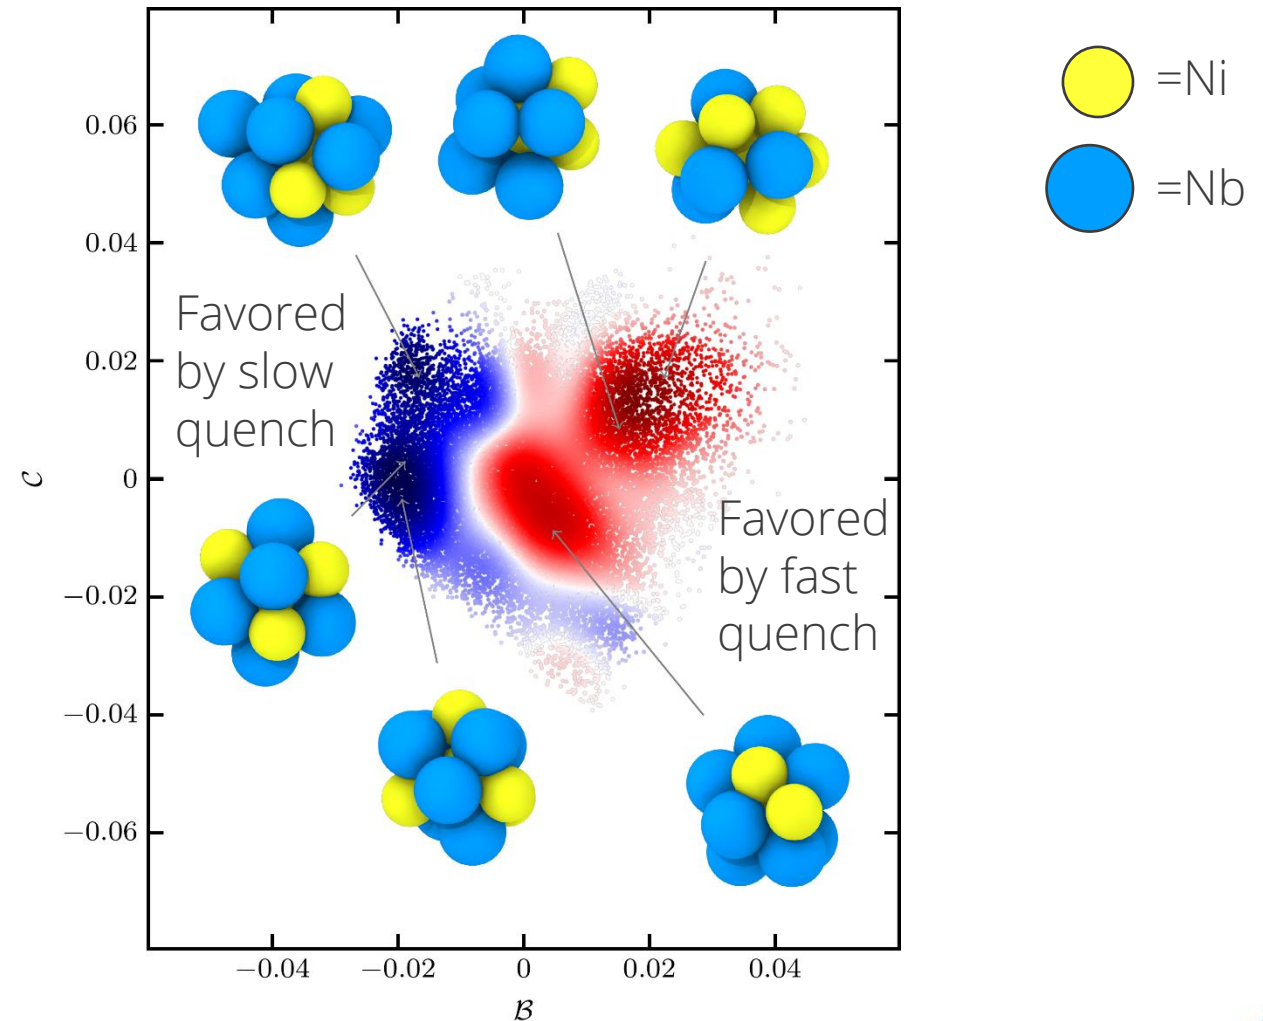 =Ni
=Nb
0.06
0.04
0.02
0
−0.02
−0.04
−0.06
𝒞
Favored
by slow
quench
Favored
by fast
quench
−0.04
−0.02
0
0.02
0.04
ℬ